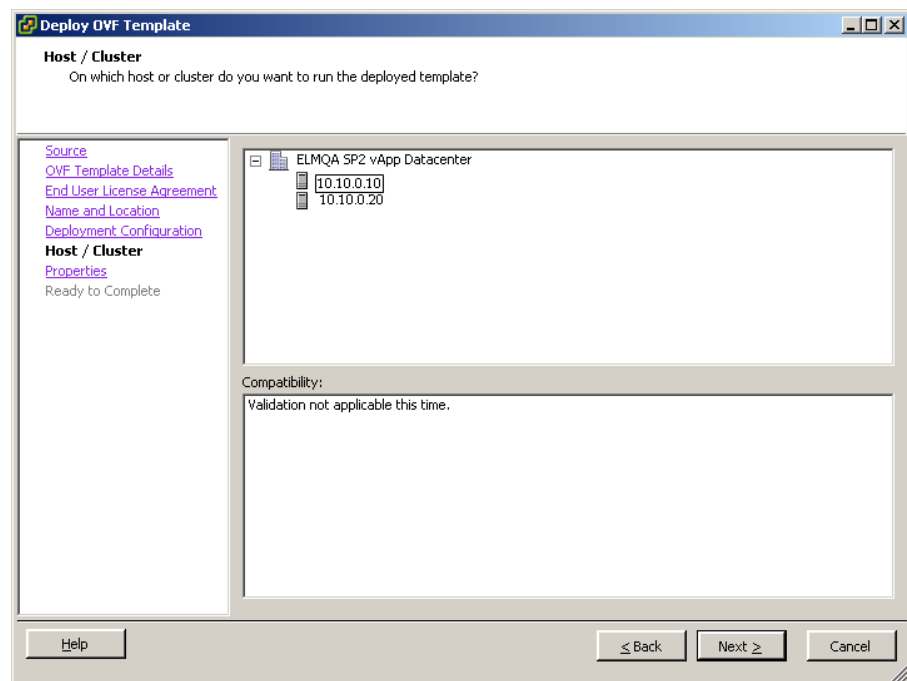 Deploy OVF Template
Host / Cluster
On which host or cluster do you want to run the deployed template?
Source
OVF Template Details
End User License Agreement
Name and Location
Deployment Configuration
Host / Cluster
Properties
Ready to Complete
ELMQA SP2 vApp Datacenter
10.10.0.10
10.10.0.20
Compatibility:
Validation not applicable this time.
Help
≤ Back
Next ≥
Cancel